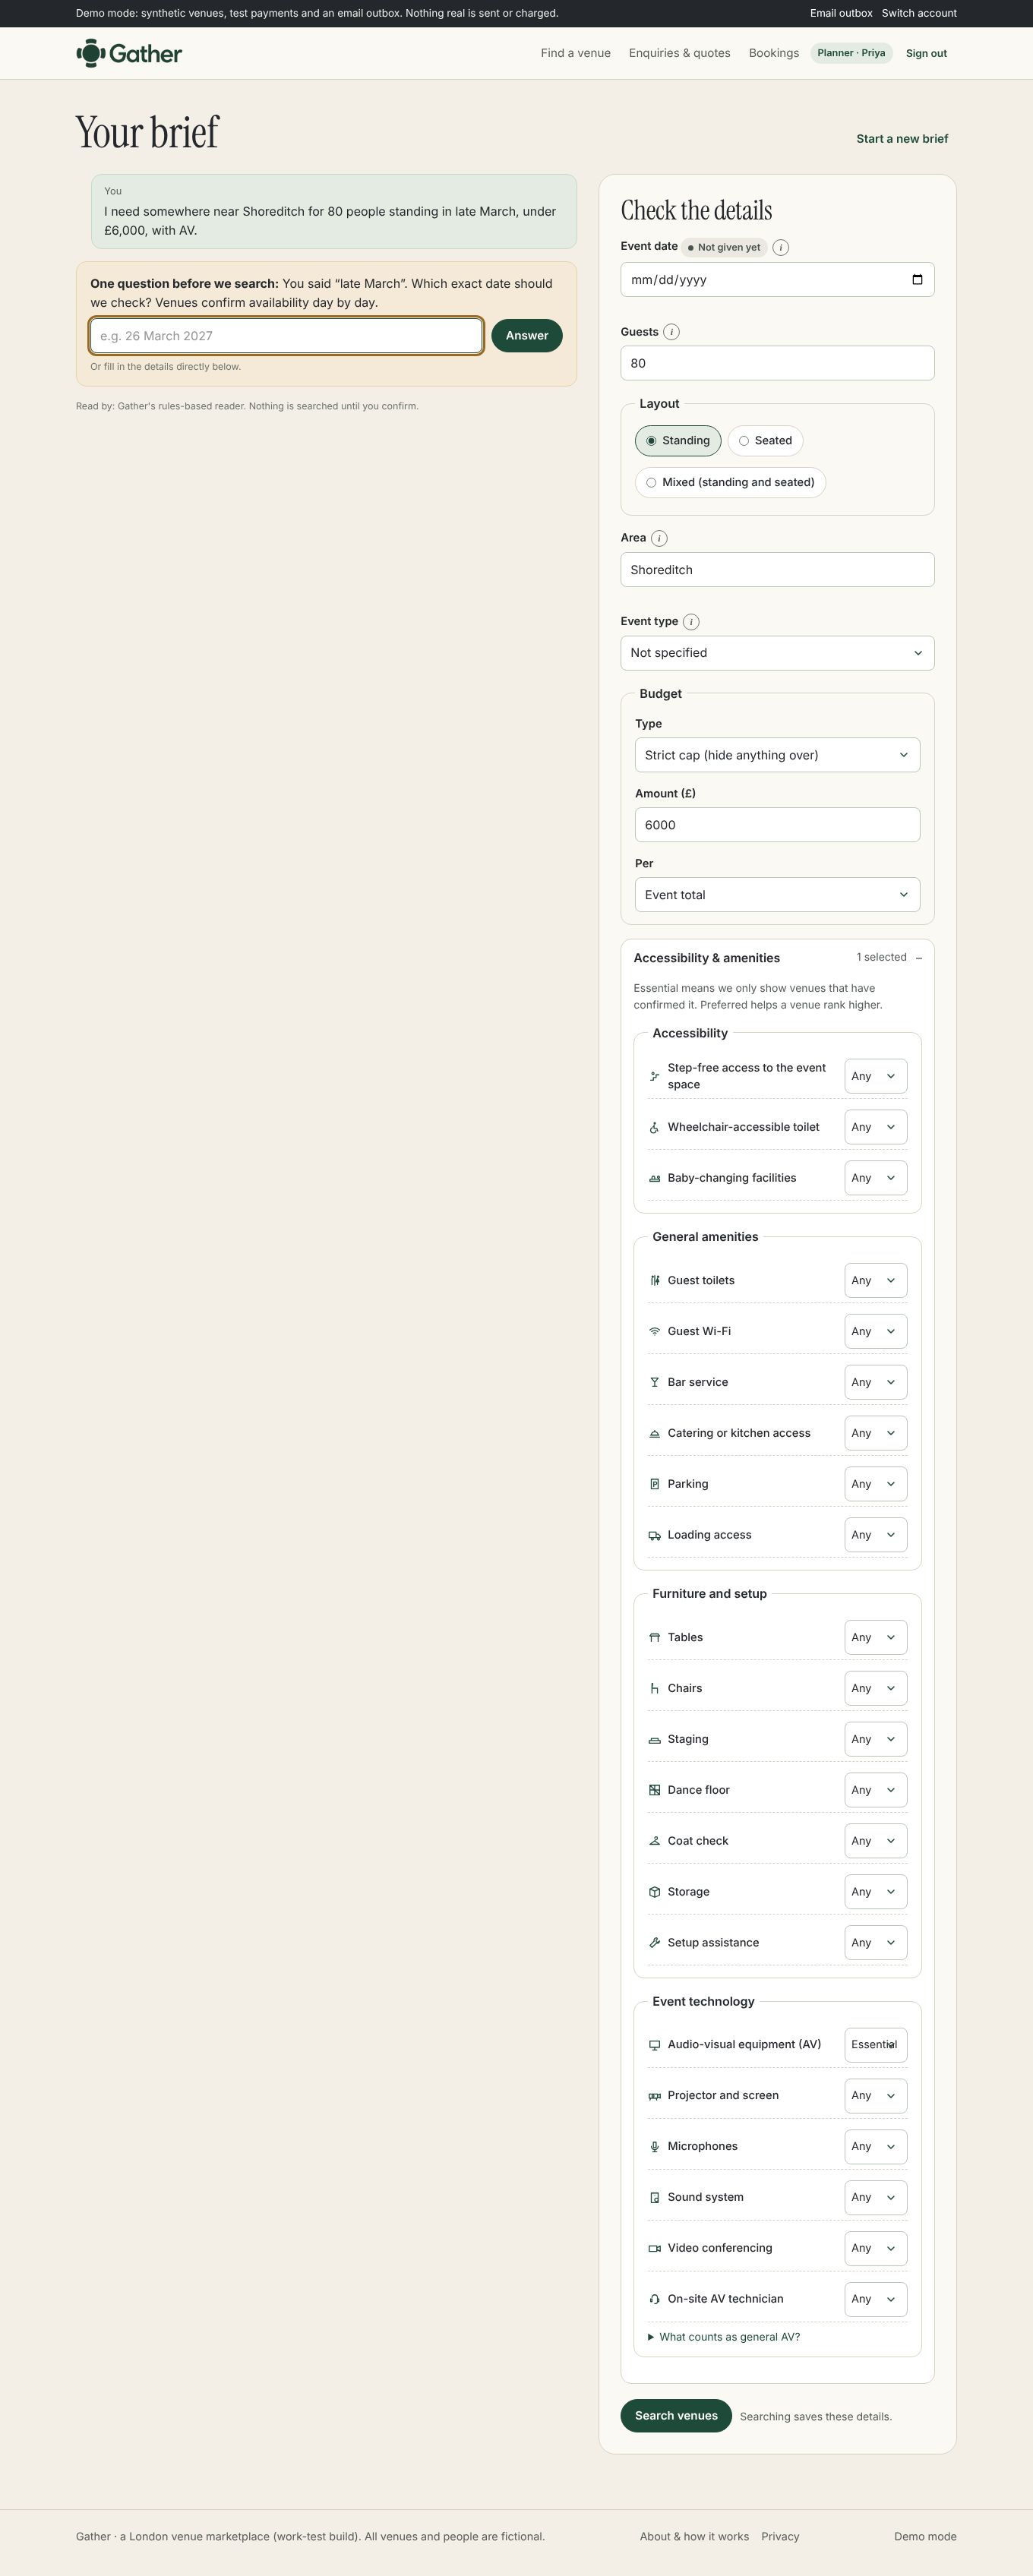 Demo mode: synthetic venues, test payments and an email outbox. Nothing real is sent or charged.
Email outbox Switch account
Gather
Find a venue Enquiries & quotes Bookings Planner · Priya Sign out
Your brief
Start a new brief
You
I need somewhere near Shoreditch for 80 people standing in late March, under
£6,000, with AV.
One question before we search: You said “late March”. Which exact date should
we check? Venues confirm availability day by day.
e.g. 26 March 2027
Answer
Or fill in the details directly below.
Read by: Gather's rules-based reader. Nothing is searched until you confirm.
Check the details
Event date Not given yet i
mm/dd/yyyy
Guests i
80
Layout
Standing Seated
Mixed (standing and seated)
Area i
Shoreditch
Event type i
Not specified
Budget
Type
Strict cap (hide anything over)
Amount (£)
6000
Per
Event total
Accessibility & amenities 1 selected –
Essential means we only show venues that have
confirmed it. Preferred helps a venue rank higher.
Accessibility
Step-free access to the event
space
Any
Wheelchair-accessible toilet Any
Baby-changing facilities Any
General amenities
Guest toilets Any
Guest Wi-Fi Any
Bar service Any
Catering or kitchen access Any
Parking Any
Loading access Any
Furniture and setup
Tables Any
Chairs Any
Staging Any
Dance floor Any
Coat check Any
Storage Any
Setup assistance Any
Event technology
Audio-visual equipment (AV) Essential
Projector and screen Any
Microphones Any
Sound system Any
Video conferencing Any
On-site AV technician Any
What counts as general AV?
Search venues Searching saves these details.
Gather · a London venue marketplace (work-test build). All venues and people are fictional.
About & how it works Privacy
Demo mode